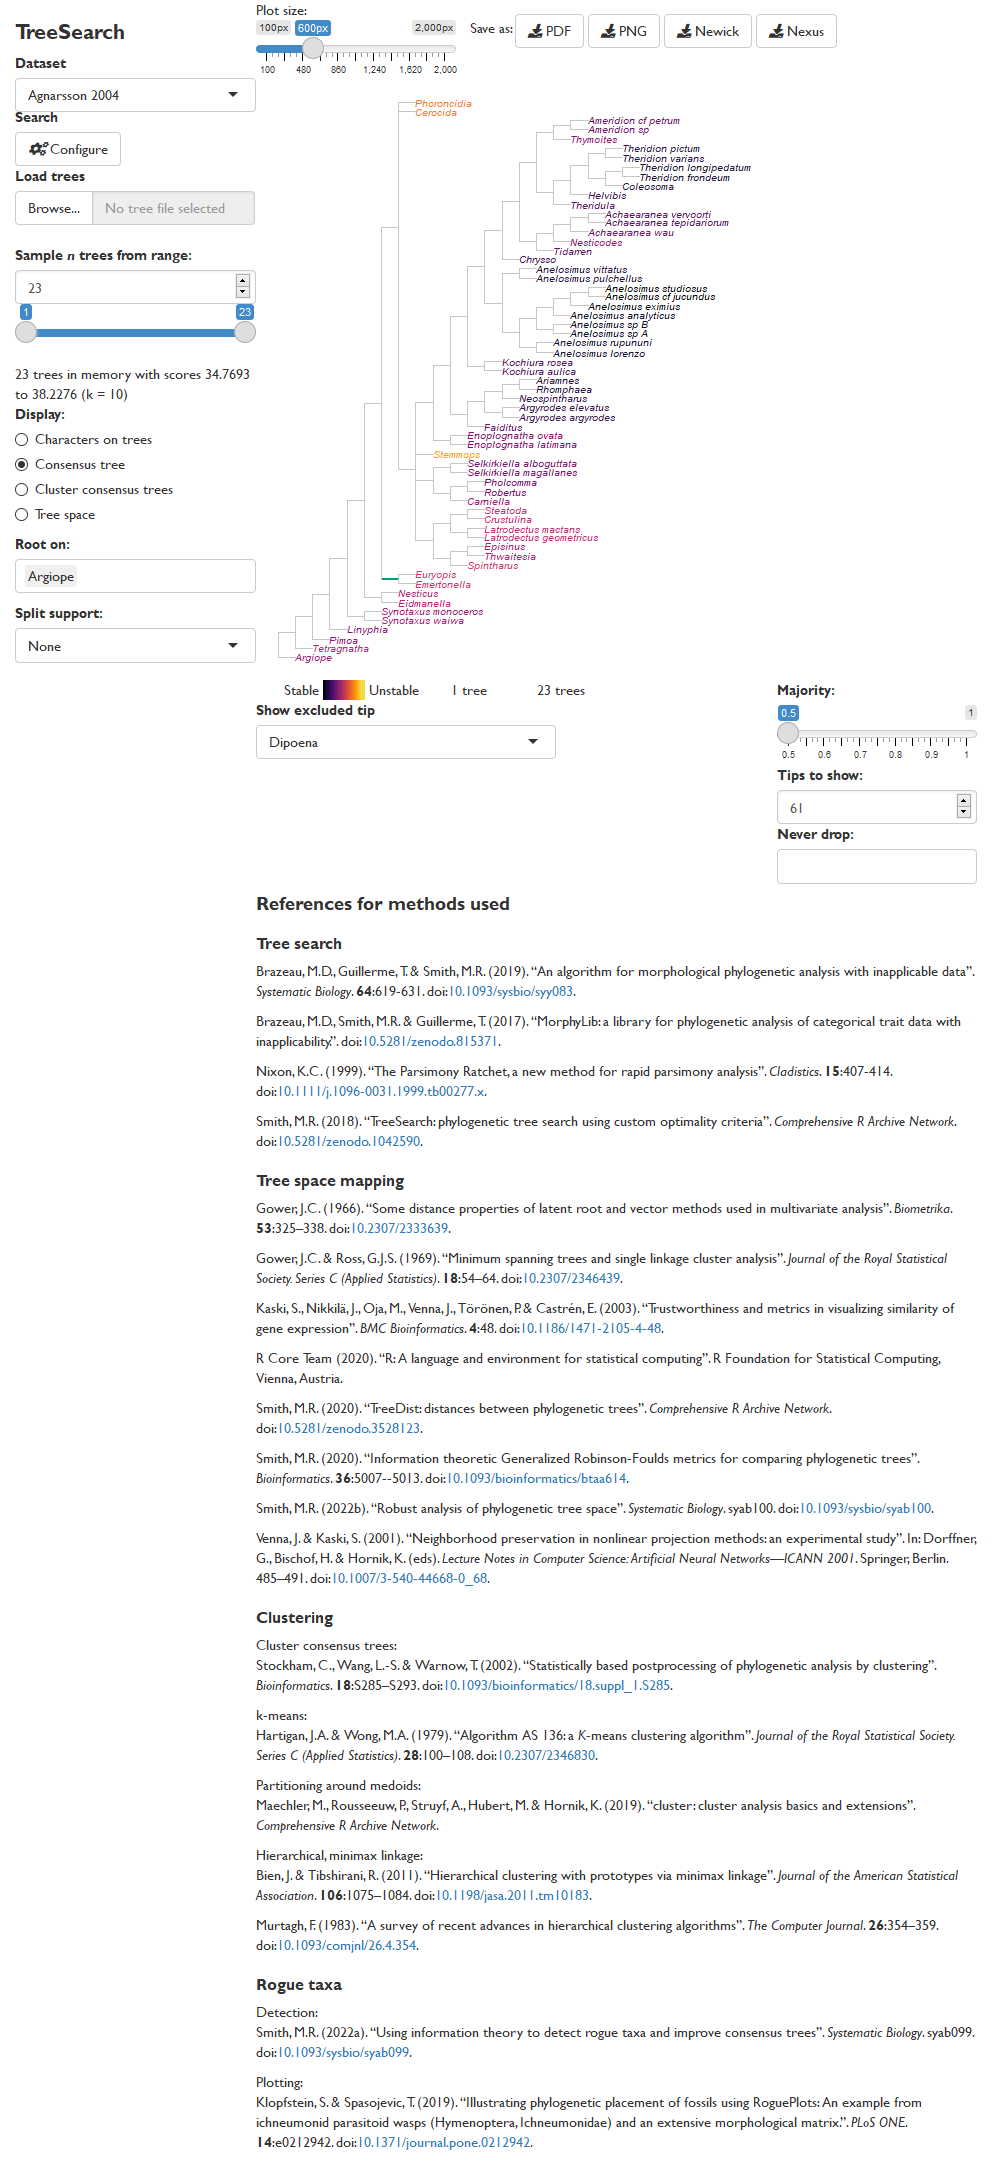 TreeSearch
Dataset
Agnarsson 2004
Search
Configure
Load trees
Browse... No tree file selected
Sample n trees from range:
23
1 23
23 trees in memory with scores 34.7693
to 38.2276 (k = 10)
Display:
Characters on trees
Consensus tree
Cluster consensus trees
Tree space
Root on:
Argiope
Split support:
None
Plot size:
100px 600px 2,000px
100 480 860 1,240 1,620 2,000
Save as: PDF PNG Newick Nexus
Phoroncidia
Cerocida
Ameridion cf petrum
Ameridion sp
Thymoites
Theridion pictum
Theridion varians
Theridion longipedatum
Theridion frondeum
Coleosoma
Helvibis
Theridula
Achaearanea vervoorti
Achaearanea tepidariorum
Achaearanea wau
Nesticodes
Tidarren
Chrysso
Anelosimus vittatus
Anelosimus pulchellus
Anelosimus studiosus
Anelosimus cf jucundus
Anelosimus eximius
Anelosimus analyticus
Anelosimus sp B
Anelosimus sp A
Anelosimus rupununi
Anelosimus lorenzo
Kochiura rosea
Kochiura aulica
Ariamnes
Rhomphaea
Neospintharus
Argyrodes elevatus
Argyrodes argyrodes
Faiditus
Enoplognatha ovata
Enoplognatha latimana
Stemmops
Selkirkiella alboguttata
Selkirkiella magallanes
Pholcomma
Robertus
Carniella
Steatoda
Crustulina
Latrodectus mactans
Latrodectus geometricus
Episinus
Thwaitesia
Spintharus
Euryopis
Emertonella
Nesticus
Eidmanella
Synotaxus monoceros
Synotaxus waiwa
Linyphia
Pimoa
Tetragnatha
Argiope
Stable Unstable 1 tree 23 trees
Show excluded tip
Dipoena
Majority:
0.5 1
0.5 0.6 0.7 0.8 0.9 1
Tips to show:
61
Never drop:
References for methods used
Tree search
Brazeau, M.D., Guillerme, T. & Smith, M.R. (2019). “An algorithm for morphological phylogenetic analysis with inapplicable data”.
Systematic Biology. 64:619-631. doi:10.1093/sysbio/syy083.
Brazeau, M.D., Smith, M.R. & Guillerme, T. (2017). “MorphyLib: a library for phylogenetic analysis of categorical trait data with
inapplicability.”. doi:10.5281/zenodo.815371.
Nixon, K.C. (1999). “The Parsimony Ratchet, a new method for rapid parsimony analysis”. Cladistics. 15:407-414.
doi:10.1111/j.1096-0031.1999.tb00277.x.
Smith, M.R. (2018). “TreeSearch: phylogenetic tree search using custom optimality criteria”. Comprehensive R Archive Network.
doi:10.5281/zenodo.1042590.
Tree space mapping
Gower, J.C. (1966). “Some distance properties of latent root and vector methods used in multivariate analysis”. Biometrika.
53:325–338. doi:10.2307/2333639.
Gower, J.C. & Ross, G.J.S. (1969). “Minimum spanning trees and single linkage cluster analysis”. Journal of the Royal Statistical
Society. Series C (Applied Statistics). 18:54–64. doi:10.2307/2346439.
Kaski, S., Nikkilä, J., Oja, M., Venna, J., Törönen, P. & Castrén, E. (2003). “Trustworthiness and metrics in visualizing similarity of
gene expression”. BMC Bioinformatics. 4:48. doi:10.1186/1471-2105-4-48.
R Core Team (2020). “R: A language and environment for statistical computing”. R Foundation for Statistical Computing,
Vienna, Austria.
Smith, M.R. (2020). “TreeDist: distances between phylogenetic trees”. Comprehensive R Archive Network.
doi:10.5281/zenodo.3528123.
Smith, M.R. (2020). “Information theoretic Generalized Robinson-Foulds metrics for comparing phylogenetic trees”.
Bioinformatics. 36:5007--5013. doi:10.1093/bioinformatics/btaa614.
Smith, M.R. (2022b). “Robust analysis of phylogenetic tree space”. Systematic Biology. syab100. doi:10.1093/sysbio/syab100.
Venna, J. & Kaski, S. (2001). “Neighborhood preservation in nonlinear projection methods: an experimental study”. In: Dorffner,
G., Bischof, H. & Hornik, K. (eds). Lecture Notes in Computer Science: Artificial Neural Networks—ICANN 2001. Springer, Berlin.
485–491. doi:10.1007/3-540-44668-0_68.
Clustering
Cluster consensus trees:
Stockham, C., Wang, L.-S. & Warnow, T. (2002). “Statistically based postprocessing of phylogenetic analysis by clustering”.
Bioinformatics. 18:S285–S293. doi:10.1093/bioinformatics/18.suppl_1.S285.
k-means:
Hartigan, J.A. & Wong, M.A. (1979). “Algorithm AS 136: a K-means clustering algorithm”. Journal of the Royal Statistical Society.
Series C (Applied Statistics). 28:100–108. doi:10.2307/2346830.
Partitioning around medoids:
Maechler, M., Rousseeuw, P., Struyf, A., Hubert, M. & Hornik, K. (2019). “cluster: cluster analysis basics and extensions”.
Comprehensive R Archive Network.
Hierarchical, minimax linkage:
Bien, J. & Tibshirani, R. (2011). “Hierarchical clustering with prototypes via minimax linkage”. Journal of the American Statistical
Association. 106:1075–1084. doi:10.1198/jasa.2011.tm10183.
Murtagh, F. (1983). “A survey of recent advances in hierarchical clustering algorithms”. The Computer Journal. 26:354–359.
doi:10.1093/comjnl/26.4.354.
Rogue taxa
Detection:
Smith, M.R. (2022a). “Using information theory to detect rogue taxa and improve consensus trees”. Systematic Biology. syab099.
doi:10.1093/sysbio/syab099.
Plotting:
Klopfstein, S. & Spasojevic, T. (2019). “Illustrating phylogenetic placement of fossils using RoguePlots: An example from
ichneumonid parasitoid wasps (Hymenoptera, Ichneumonidae) and an extensive morphological matrix.”. PLoS ONE.
14:e0212942. doi:10.1371/journal.pone.0212942.